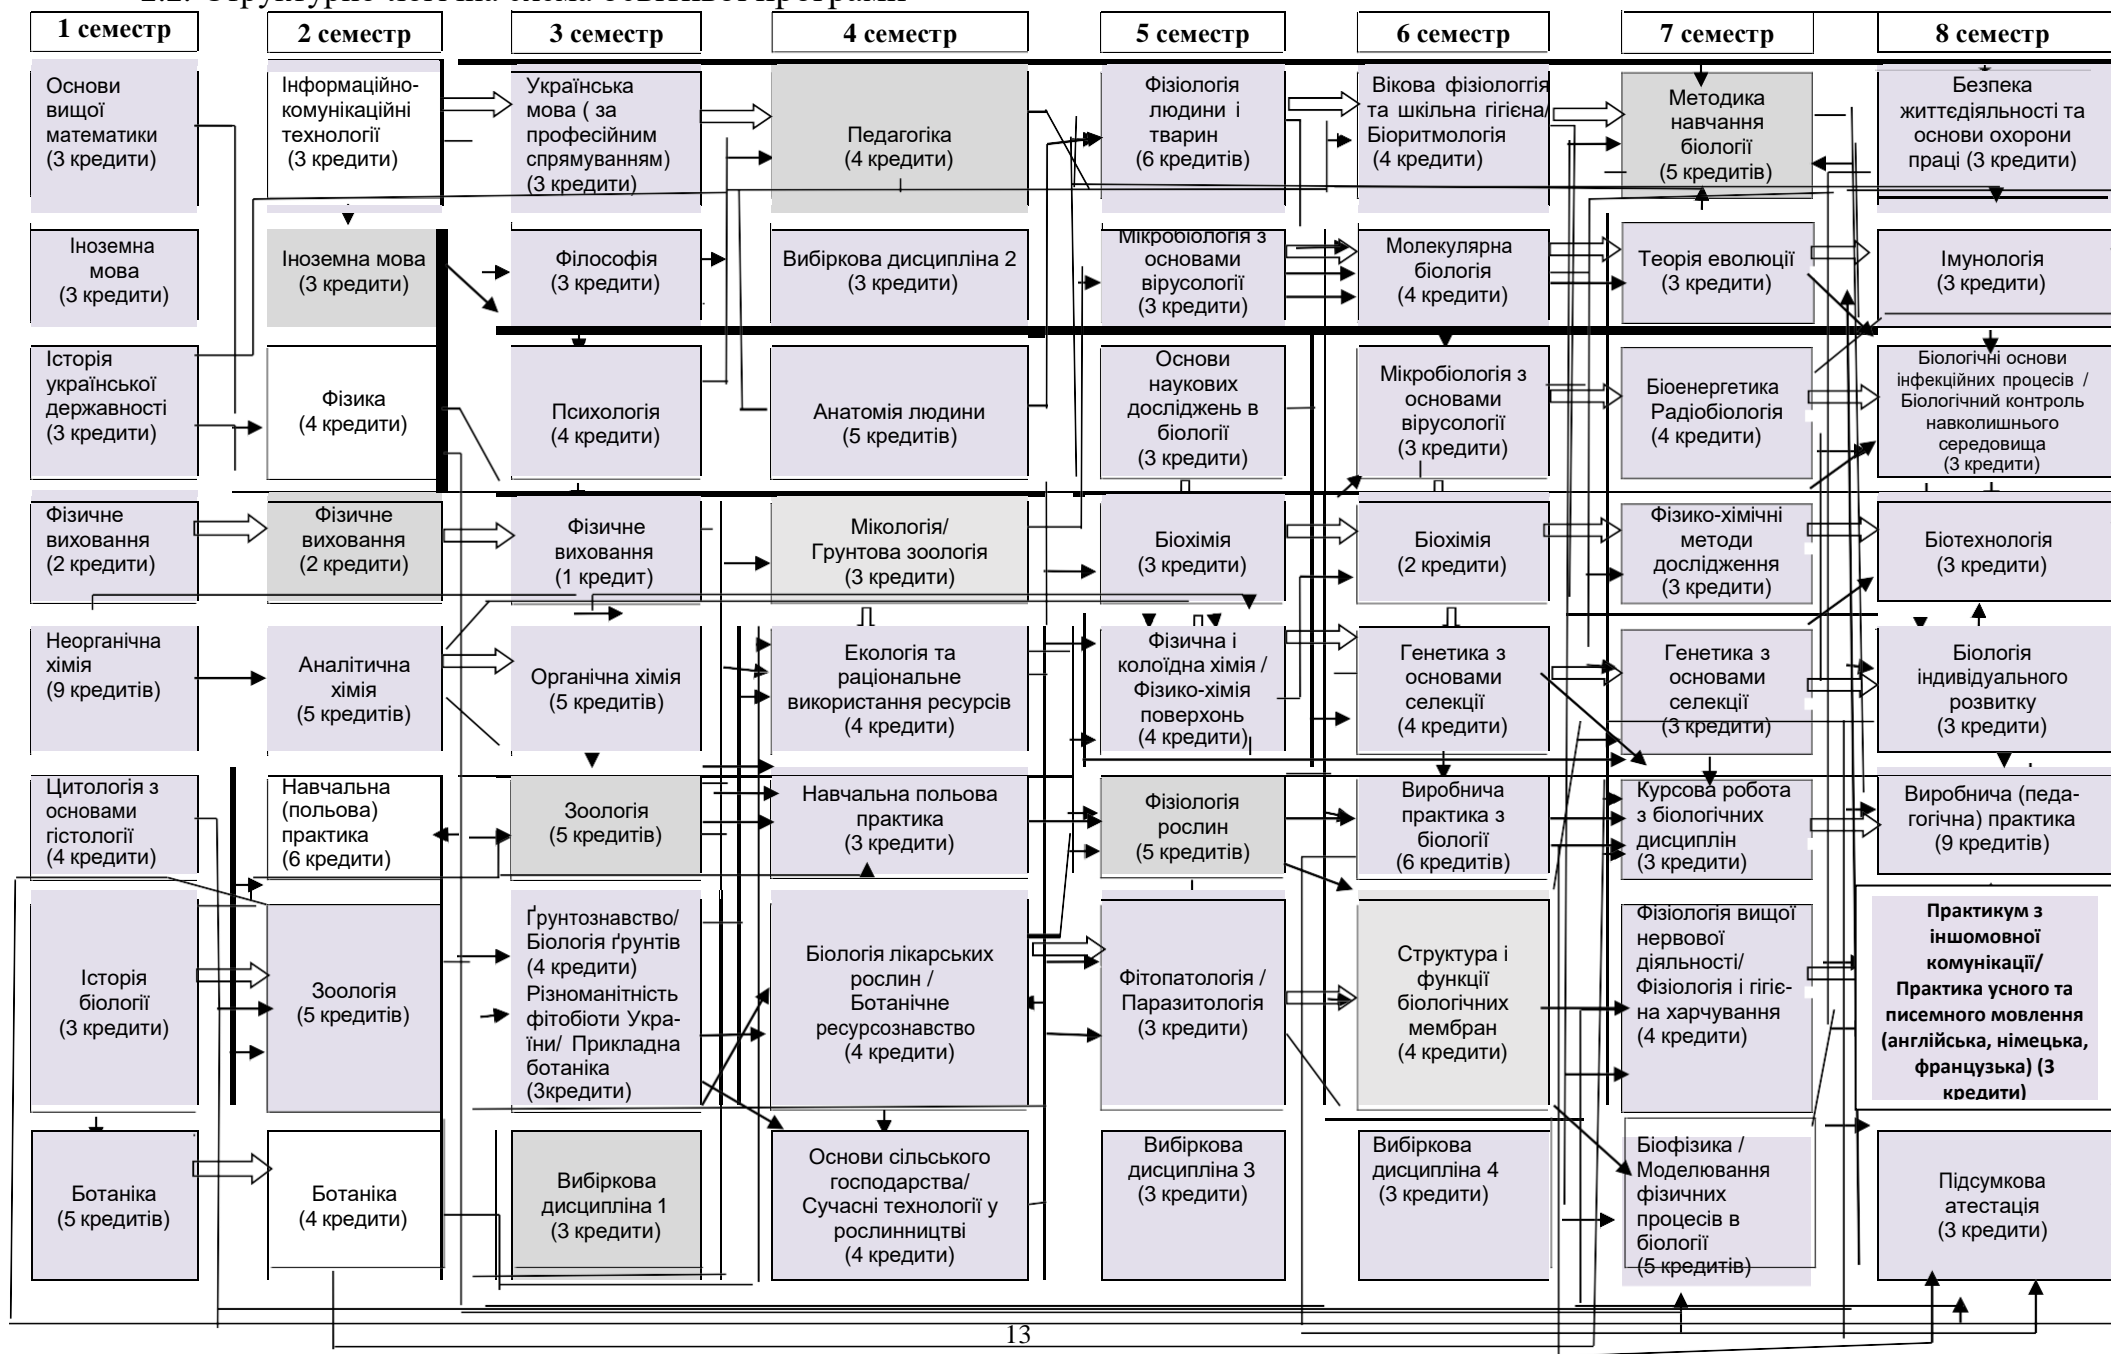 2.2. Структурно-логічна схема освітньої програми
1 семестр
2 семестр
3 семестр
4 семестр
5 семестр
6 семестр
7 семестр
8 семестр
Основи
вищої
математики
(3 кредити)
Інформаційно-
комунікаційні
технології
(3 кредити)
Українська
мова ( за
професійним
спрямуванням)
(3 кредити)
Педагогіка
(4 кредити)
Фізіологія
людини і
тварин
(6 кредитів)
Вікова фізіологгія
та шкільна гігієна/
Біоритмологія
(4 кредити)
Методика
навчання
біології
(5 кредитів)
Безпека
життєдіяльності та
основи охорони
праці (3 кредити)
Іноземна
мова
(3 кредити)
Іноземна мова
(3 кредити)
Філософія
(3 кредити)
Вибіркова дисципліна 2
(3 кредити)
Мікробіологія з
основами
вірусології
(3 кредити)
Молекулярна
біологія
(4 кредити)
Теорія еволюції
(3 кредити)
Імунологія
(3 кредити)
Історія
української
державності
(3 кредити)
Фізика
(4 кредити)
Психологія
(4 кредити)
Анатомія людини
(5 кредитів)
Основи
наукових
досліджень в
біології
(3 кредити)
Мікробіологія з
основами
вірусології
(3 кредити)
Біоенергетика
Радіобіологія
(4 кредити)
Біологічні основи
інфекційних процесів /
Біологічний контроль
навколишнього
середовища
(3 кредити)
Фізичне
виховання
(2 кредити)
Фізичне
виховання
(2 кредити)
Фізичне
виховання
(1 кредит)
Мікологія/
Грунтова зоологія
(3 кредити)
Біохімія
(3 кредити)
Біохімія
(2 кредити)
Фізико-хімічні
методи
дослідження
(3 кредити)
Біотехнологія
(3 кредити)
Неорганічна
хімія
(9 кредитів)
Аналітична
хімія
(5 кредитів)
Органічна хімія
(5 кредитів)
Екологія та
раціональне
використання ресурсів
(4 кредити)
Фізична і
колоїдна хімія /
Фізико-хімія
поверхонь
(4 кредити)
Генетика з
основами
селекції
(4 кредити)
Генетика з
основами
селекції
(3 кредити)
Біологія
індивідуального
розвитку
(3 кредити)
Цитологія з
основами
гістології
(4 кредити)
Навчальна
(польова)
практика
(6 кредити)
Зоологія
(5 кредитів)
Навчальна польова
практика
(3 кредити)
Фізіологія
рослин
(5 кредитів)
Виробнича
практика з
біології
(6 кредитів)
Курсова робота
з біологічних
дисциплін
(3 кредити)
Виробнича (педа-
гогічна) практика
(9 кредитів)
Історія
біології
(3 кредити)
Зоологія
(5 кредитів)
Ґрунтознавство/
Біологія ґрунтів
(4 кредити)
Різноманітність
фітобіоти Укра-
їни/ Прикладна
ботаніка
(3кредити)
Біологія лікарських
рослин /
Ботанічне
ресурсознавство
(4 кредити)
Фітопатологія /
Паразитологія
(3 кредити)
Структура і
функції
біологічних
мембран
(4 кредити)
Фізіологія вищої
нервової
діяльності/
Фізіологія і гігіє-
на харчування
(4 кредити)
Практикум з
іншомовної
комунікації/
Практика усного та
писемного мовлення
(англійська, німецька,
французька) (3
кредити)
Ботаніка
(5 кредитів)
Ботаніка
(4 кредити)
Вибіркова
дисципліна 1
(3 кредити)
Основи сільського
господарства/
Сучасні технології у
рослинництві
(4 кредити)
Вибіркова
дисципліна 3
(3 кредити)
Вибіркова
дисципліна 4
(3 кредити)
Біофізика /
Моделювання
фізичних
процесів в
біології
(5 кредитів)
Підсумкова
атестація
(3 кредити)
13